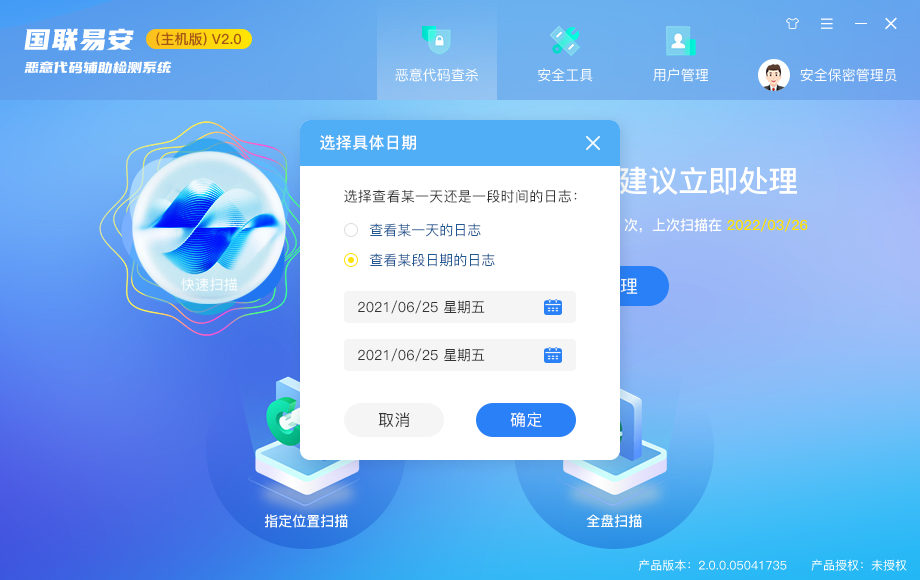 国联易安 (主机版) V2.0
恶意代码辅助检测系统
恶意代码查杀
安全工具
用户管理
安全保密管理员
选择具体日期
选择查看某一天还是一段时间的日志：
查看某一天的日志
查看某段日期的日志
2021/06/25 星期五
2021/06/25 星期五
取消
确定
建议立即处理
次，上次扫描在 2022/03/26
理
快速扫描
指定位置扫描
全盘扫描
产品版本：2.0.0.05041735
产品授权：未授权